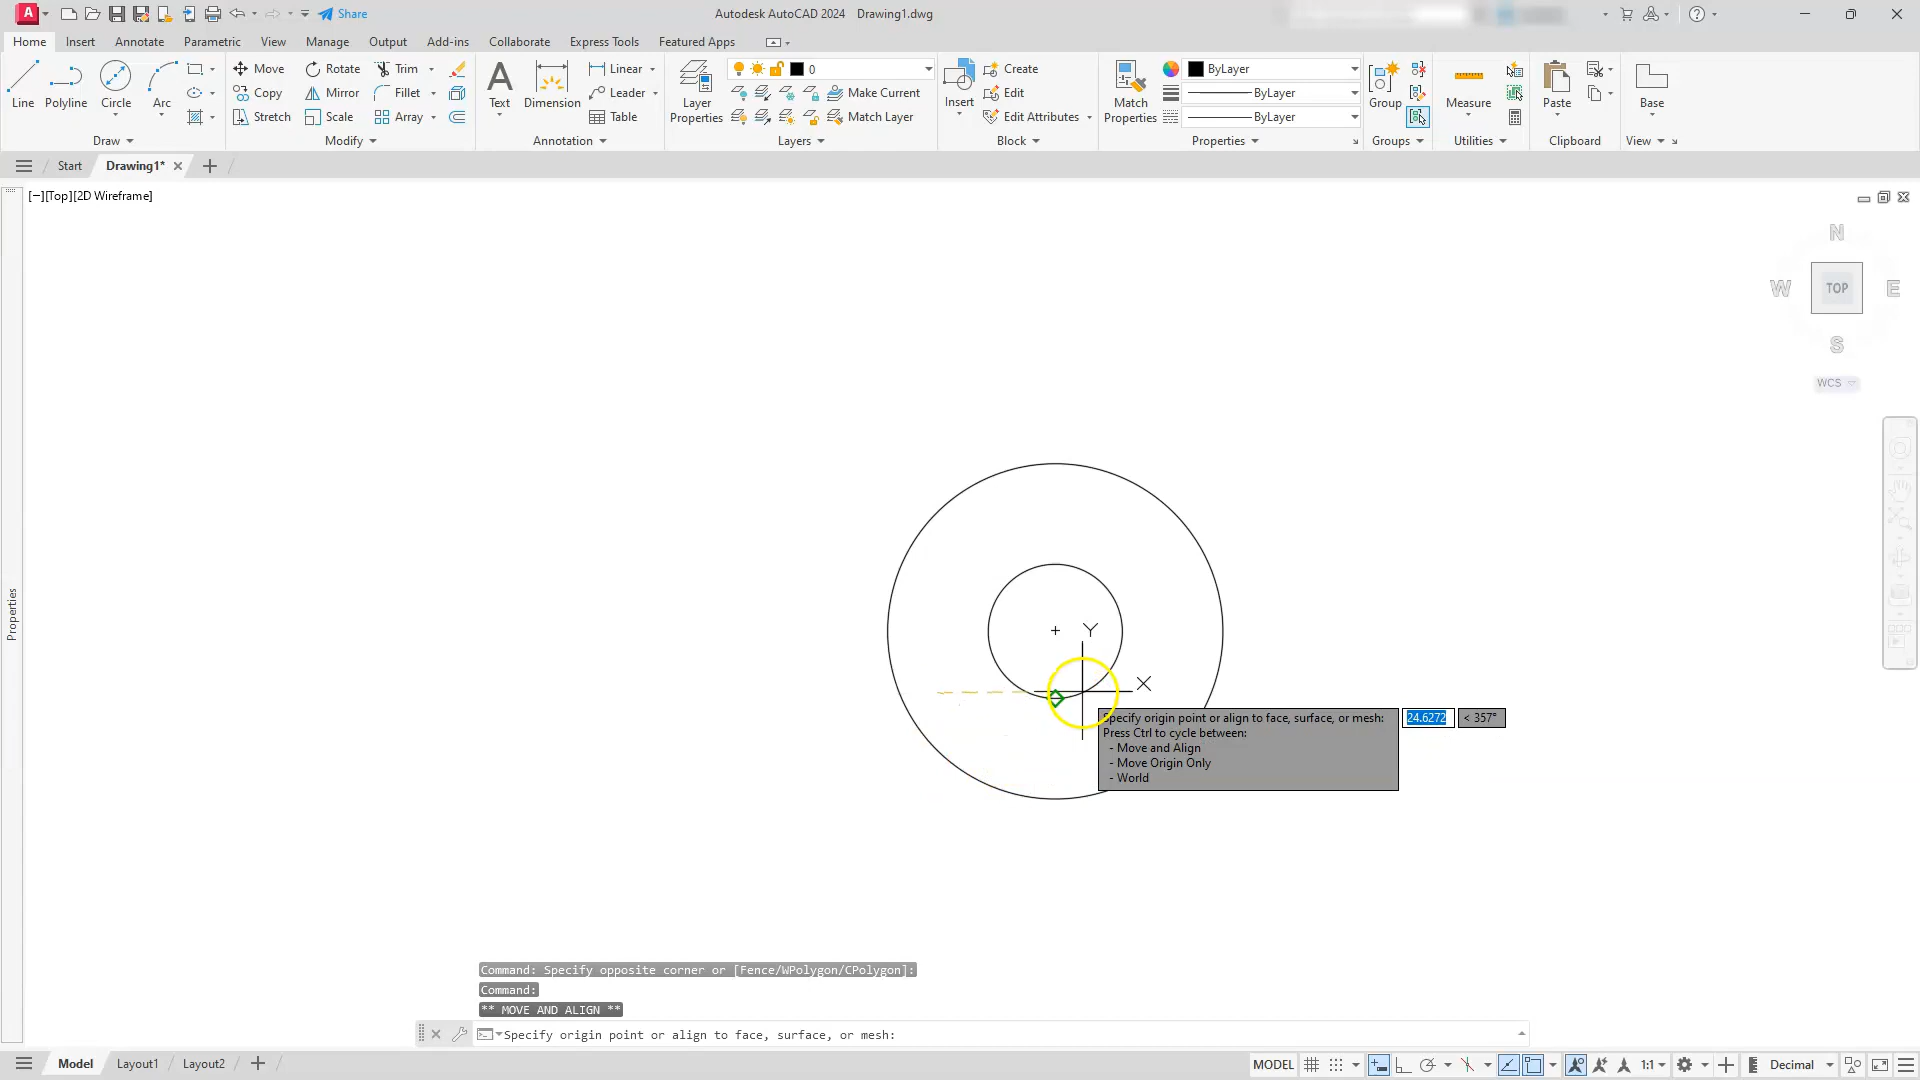 A Share Autodesk AutoCAD 2024 Drawing1.dwg
Home Insert Annotate Parametric View Manage Output Add-ins Collaborate Express Tools Featured Apps
Line Polyline Circle Arc
Move Rotate Trim
Copy Mirror Fillet
Stretch Scale Array
Text Dimension
Linear
Leader
Table
Layer Properties
0
Make Current
Match Layer
Insert
Create
Edit
Edit Attributes
Match Properties
ByLayer
ByLayer
ByLayer
Group Measure Paste Base
Draw Modify Annotation Layers Block Properties Groups Utilities Clipboard View
Start Drawing1*
[−][Top][2D Wireframe]
N
W TOP E
S
WCS
Properties
Y
X
Specify origin point or align to face, surface, or mesh: 24.6272 < 357°
Press Ctrl to cycle between:
- Move and Align
- Move Origin Only
- World
Command: Specify opposite corner or [Fence/WPolygon/CPolygon]:
Command:
** MOVE AND ALIGN **
Specify origin point or align to face, surface, or mesh:
Model Layout1 Layout2 MODEL 1:1 Decimal